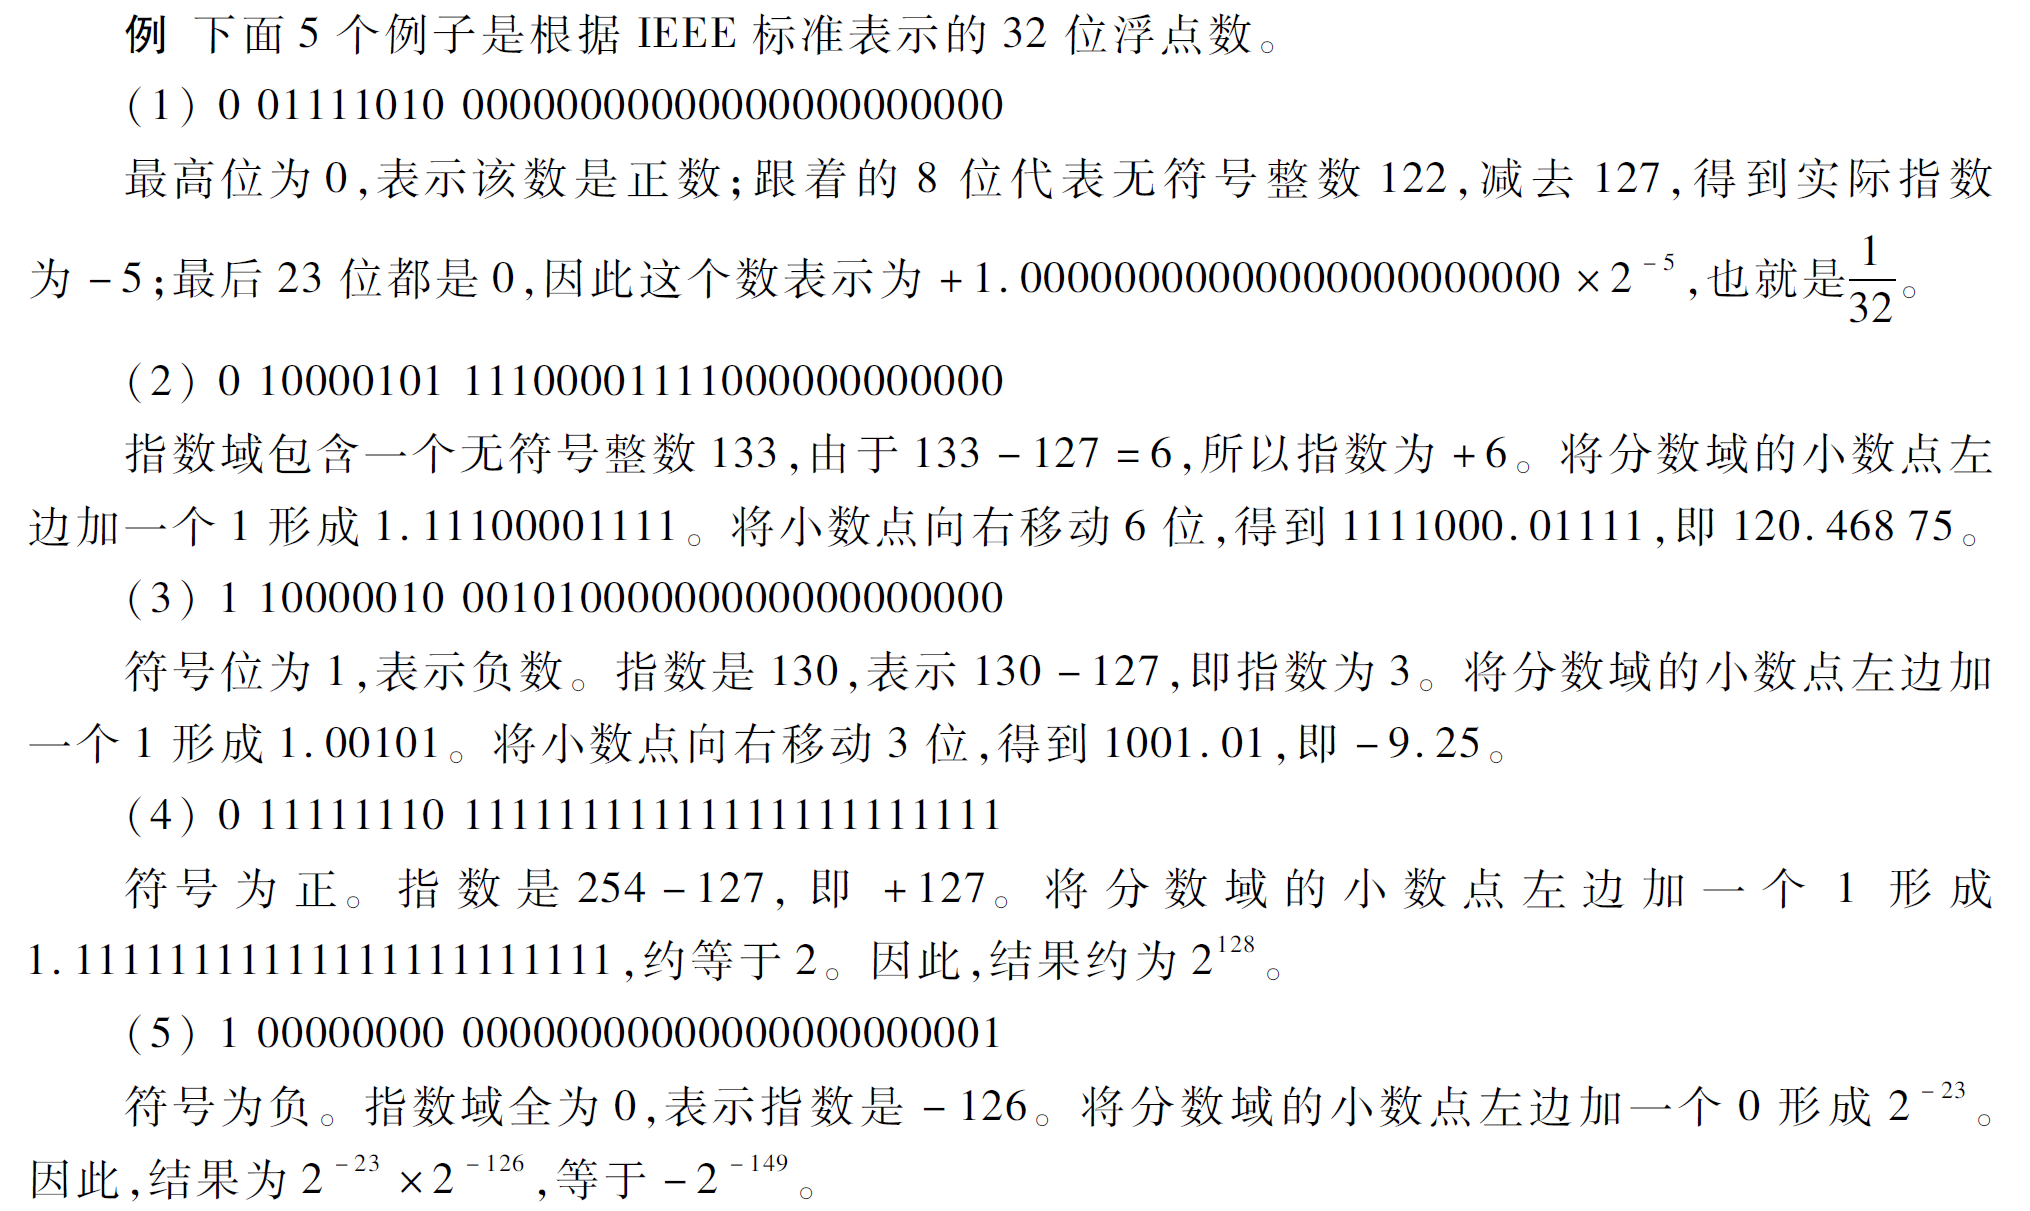 例 下面 5 个例子是根据 IEEE 标准表示的 32 位浮点数。
(1) 0 01111010 00000000000000000000000
最高位为 0,表示该数是正数;跟着的 8 位代表无符号整数 122,减去 127,得到实际指数
为 -5;最后 23 位都是 0,因此这个数表示为 +1.00000000000000000000000 × 2^{-5},也就是\frac{1}{32}。
(2) 0 10000101 11100001111000000000000
指数域包含一个无符号整数 133,由于 133 - 127 = 6,所以指数为 +6。将分数域的小数点左
边加一个 1 形成 1.11100001111。将小数点向右移动 6 位,得到 1111000.01111,即 120.468 75。
(3) 1 10000010 00101000000000000000000
符号位为 1,表示负数。指数是 130,表示 130 - 127,即指数为 3。将分数域的小数点左边加
一个 1 形成 1.00101。将小数点向右移动 3 位,得到 1001.01,即 -9.25。
(4) 0 11111110 11111111111111111111111
符号为正。指数是 254 - 127,即 +127。将分数域的小数点左边加一个 1 形成
1.11111111111111111111111,约等于 2。因此,结果约为 2^{128}。
(5) 1 00000000 00000000000000000000001
符号为负。指数域全为 0,表示指数是 -126。将分数域的小数点左边加一个 0 形成 2^{-23}。
因此,结果为 2^{-23} × 2^{-126},等于 -2^{-149}。